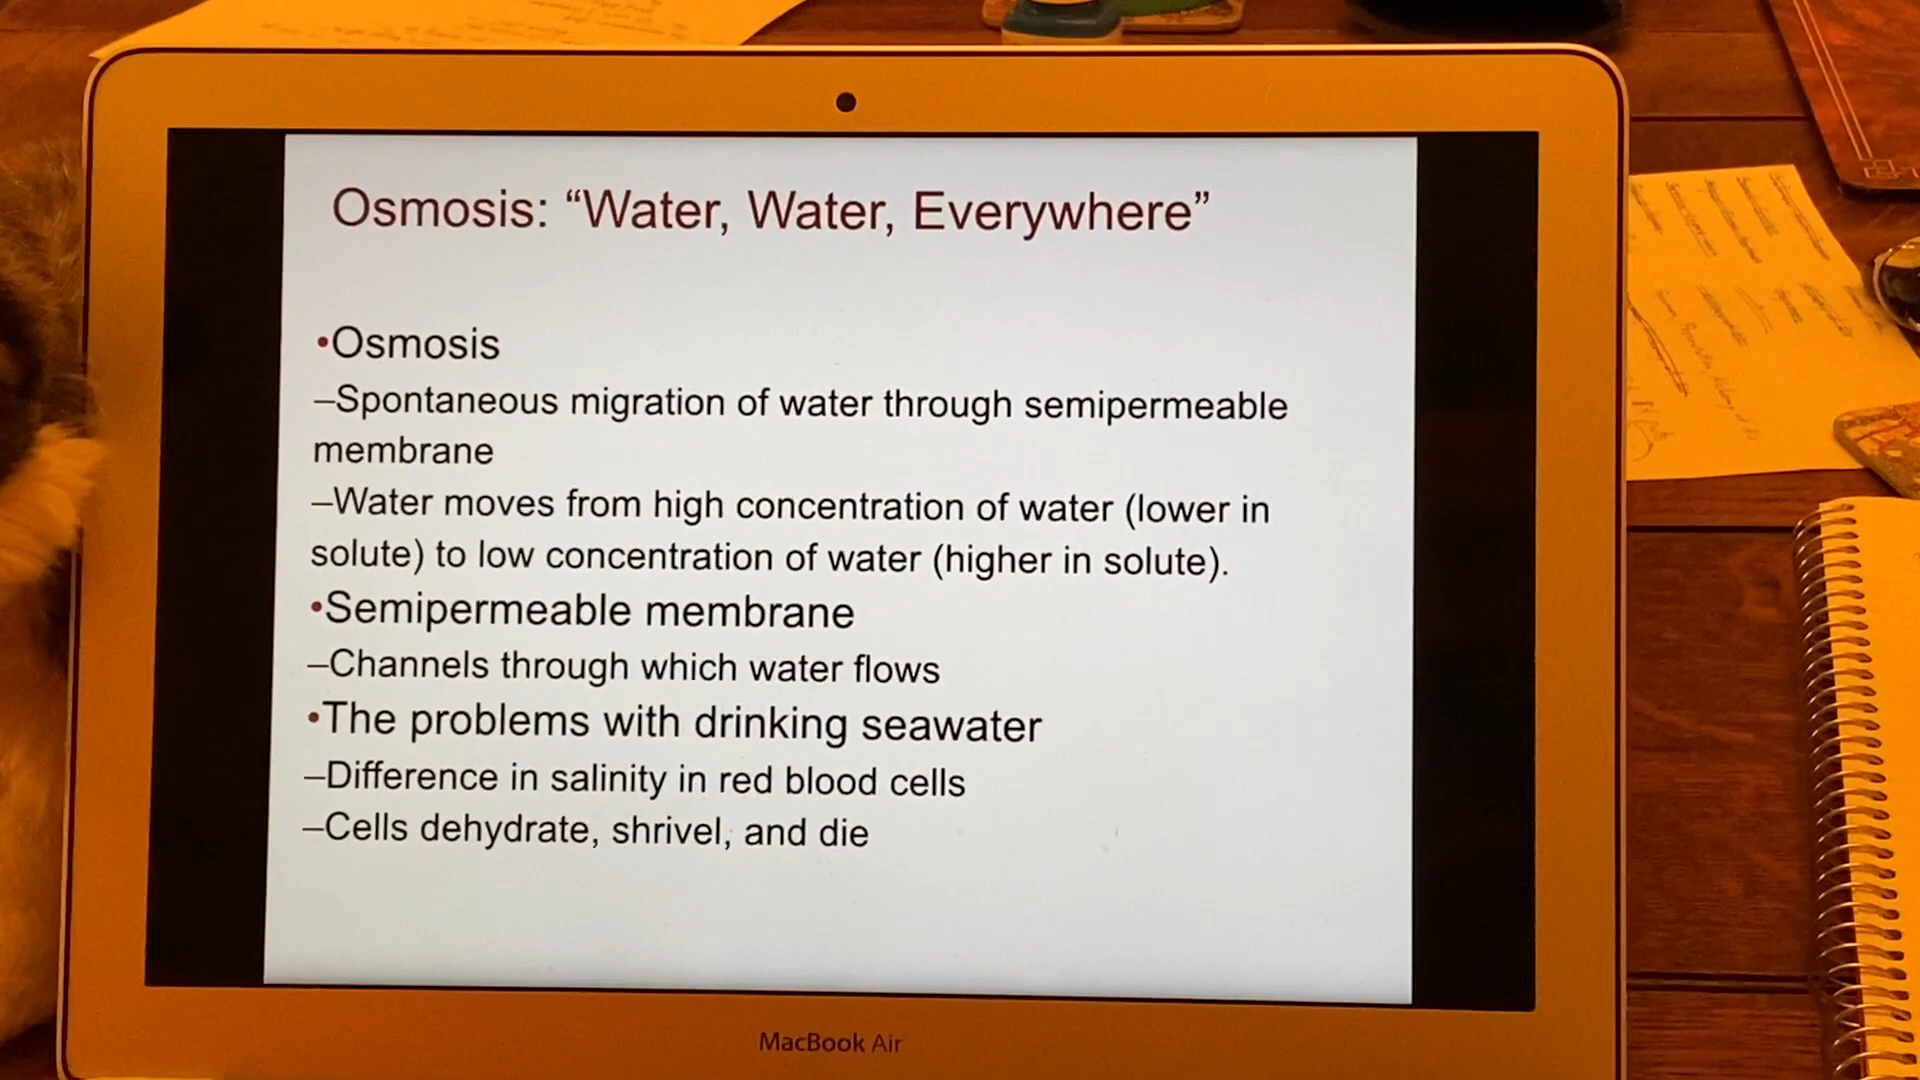 Osmosis: “Water, Water, Everywhere”
•Osmosis
–Spontaneous migration of water through semipermeable
membrane
–Water moves from high concentration of water (lower in
solute) to low concentration of water (higher in solute).
•Semipermeable membrane
–Channels through which water flows
•The problems with drinking seawater
–Difference in salinity in red blood cells
–Cells dehydrate, shrivel, and die
MacBook Air